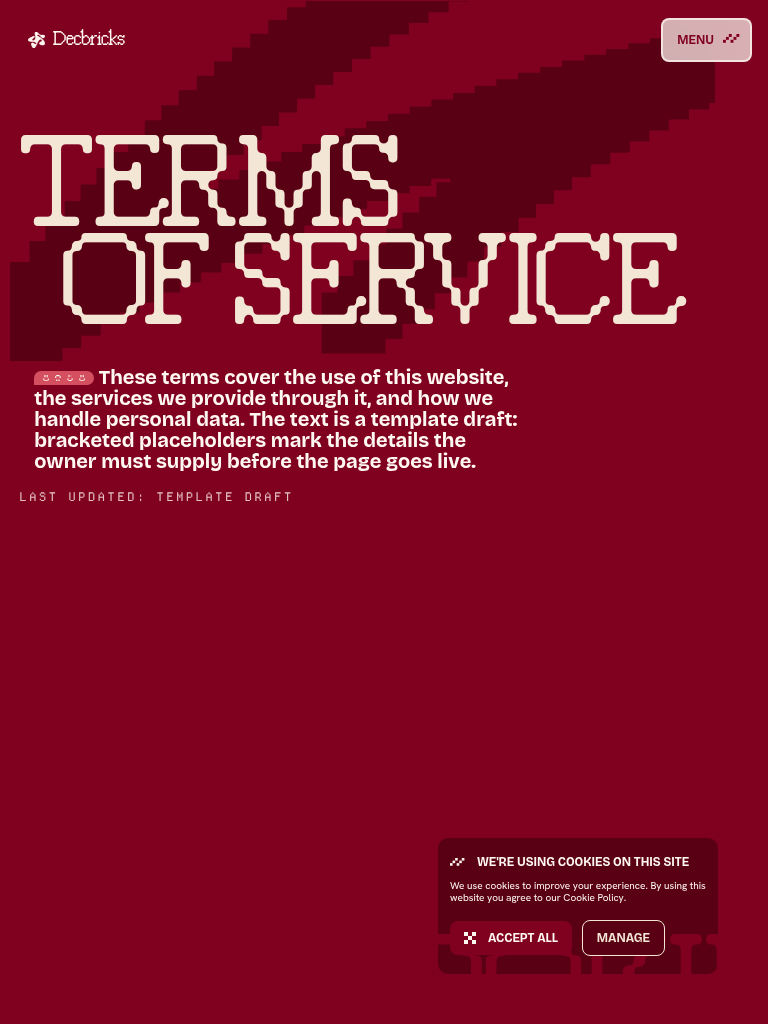 Decbricks
MENU
TERMS
OF SERVICE
These terms cover the use of this website,
the services we provide through it, and how we
handle personal data. The text is a template draft:
bracketed placeholders mark the details the
owner must supply before the page goes live.
LAST UPDATED: TEMPLATE DRAFT
WE'RE USING COOKIES ON THIS SITE
We use cookies to improve your experience. By using this
website you agree to our Cookie Policy.
ACCEPT ALL
MANAGE